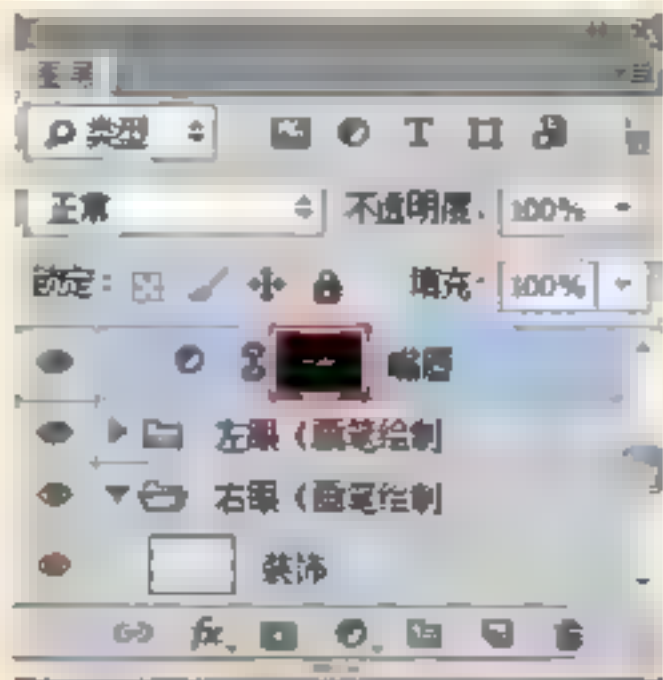 类型
正常 不透明度: 100%
锁定: 填充: 100%
左眼（画笔绘制
右眼（画笔绘制
装饰
fx